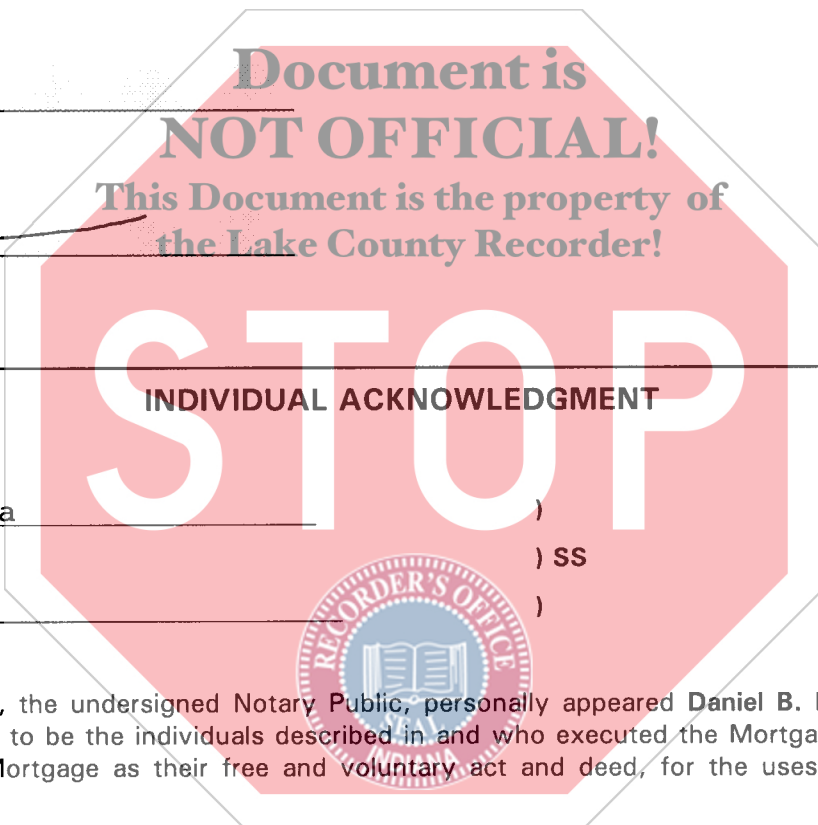 Document is
NOT OFFICIAL!
This Document is the property of
the Lake County Recorder!
STOP
INDIVIDUAL ACKNOWLEDGMENT
a )
) SS
)
RECORDER'S OFFICE
SEAL
INDIANA
, the undersigned Notary Public, personally appeared Daniel B.
to be the individuals described in and who executed the Mortga
Mortgage as their free and voluntary act and deed, for the uses